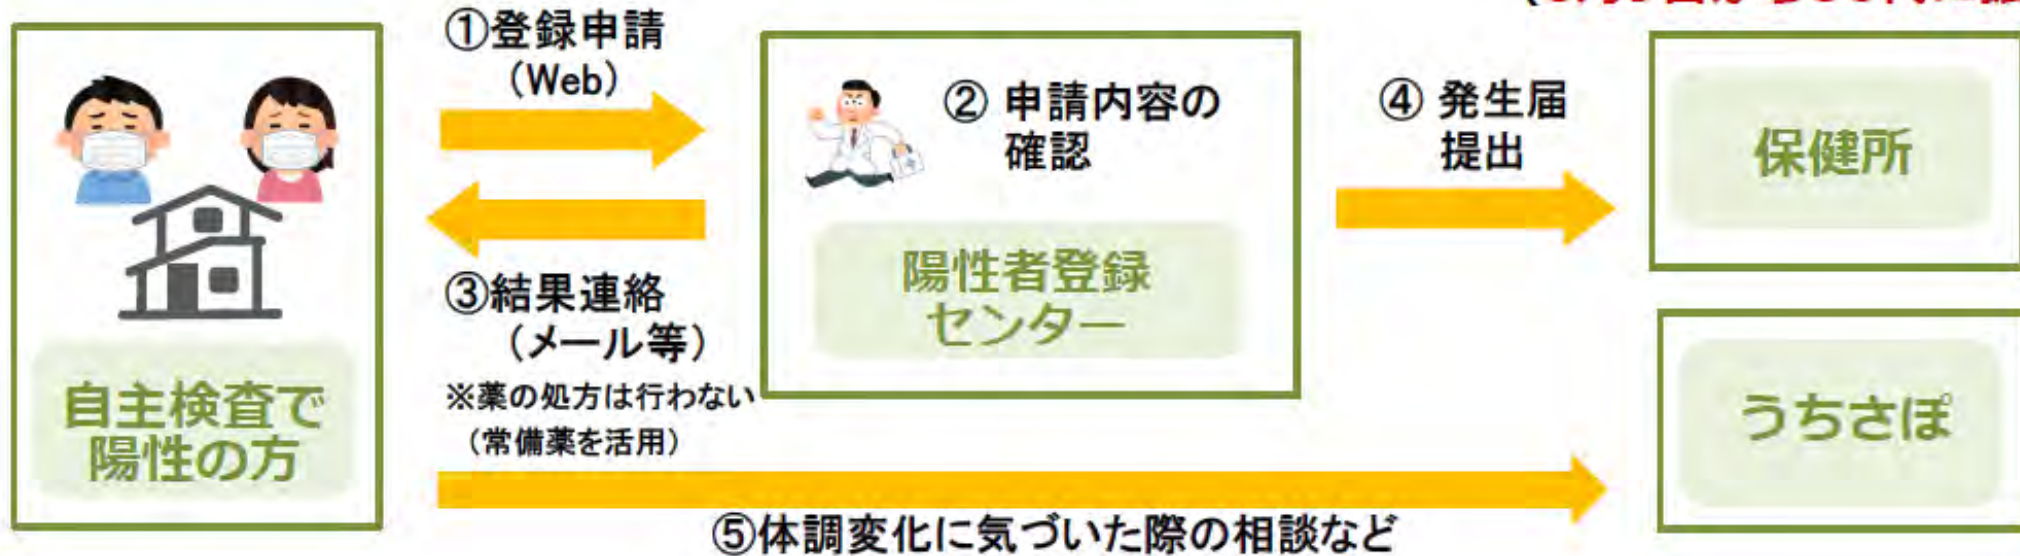 ①登録申請
（Web）
② 申請内容の
確認
④ 発生届
提出
保健所
陽性者登録
センター
③結果連絡
（メール等）
※薬の処方は行わない
（常備薬を活用）
自主検査で
陽性の方
うちさぽ
⑤体調変化に気づいた際の相談など